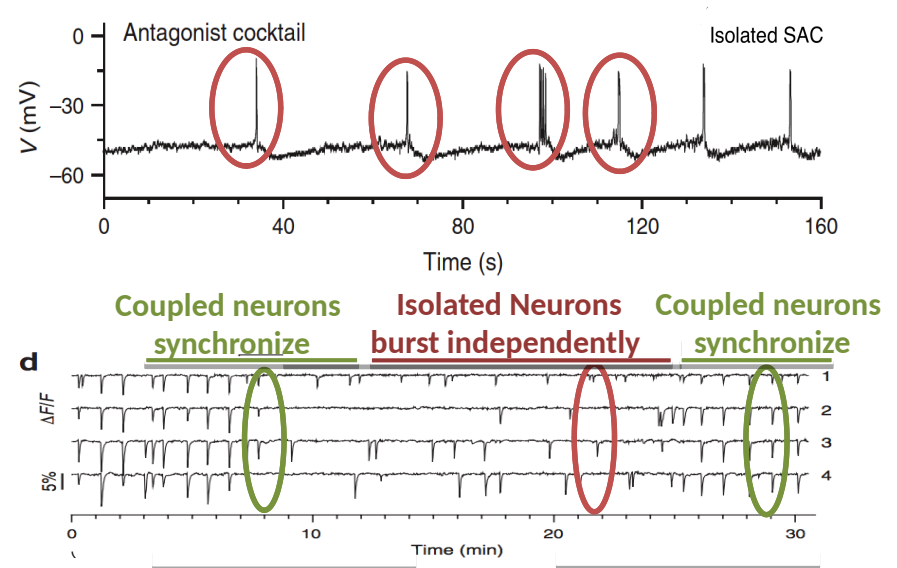 Antagonist cocktail
Isolated SAC
0
−30
−60
V (mV)
0 40 80 120 160
Time (s)
Coupled neurons synchronize
Isolated Neurons burst independently
Coupled neurons synchronize
d
1
2
3
4
ΔF/F
5%
0 10 20 30
Time (min)